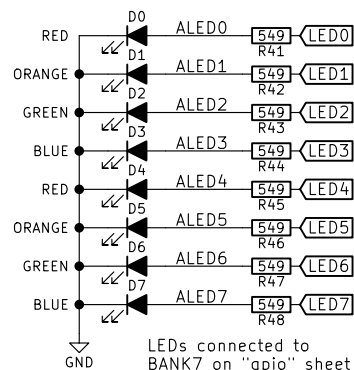 D0
RED ALED0 549 LED0
R41
D1
ORANGE ALED1 549 LED1
R42
D2
GREEN ALED2 549 LED2
R43
D3
BLUE ALED3 549 LED3
R44
D4
RED ALED4 549 LED4
R45
D5
ORANGE ALED5 549 LED5
R46
D6
GREEN ALED6 549 LED6
R47
D7
BLUE ALED7 549 LED7
R48
GND
LEDs connected to
BANK7 on "gpio" sheet